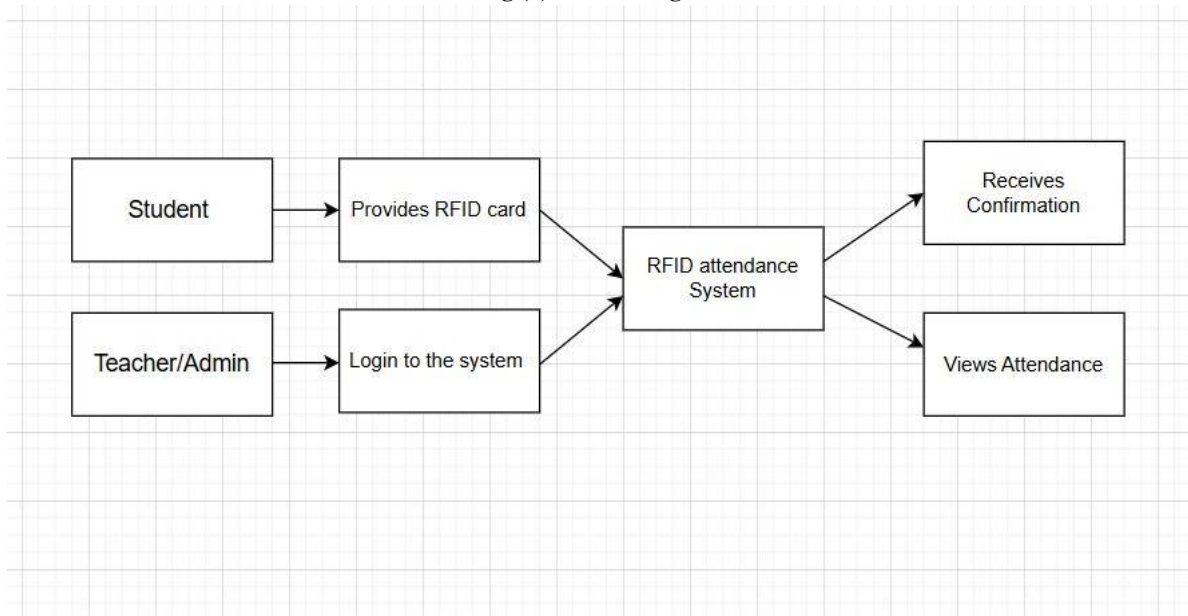 Student
Provides RFID card
RFID attendance
System
Receives
Confirmation
Teacher/Admin
Login to the system
Views Attendance